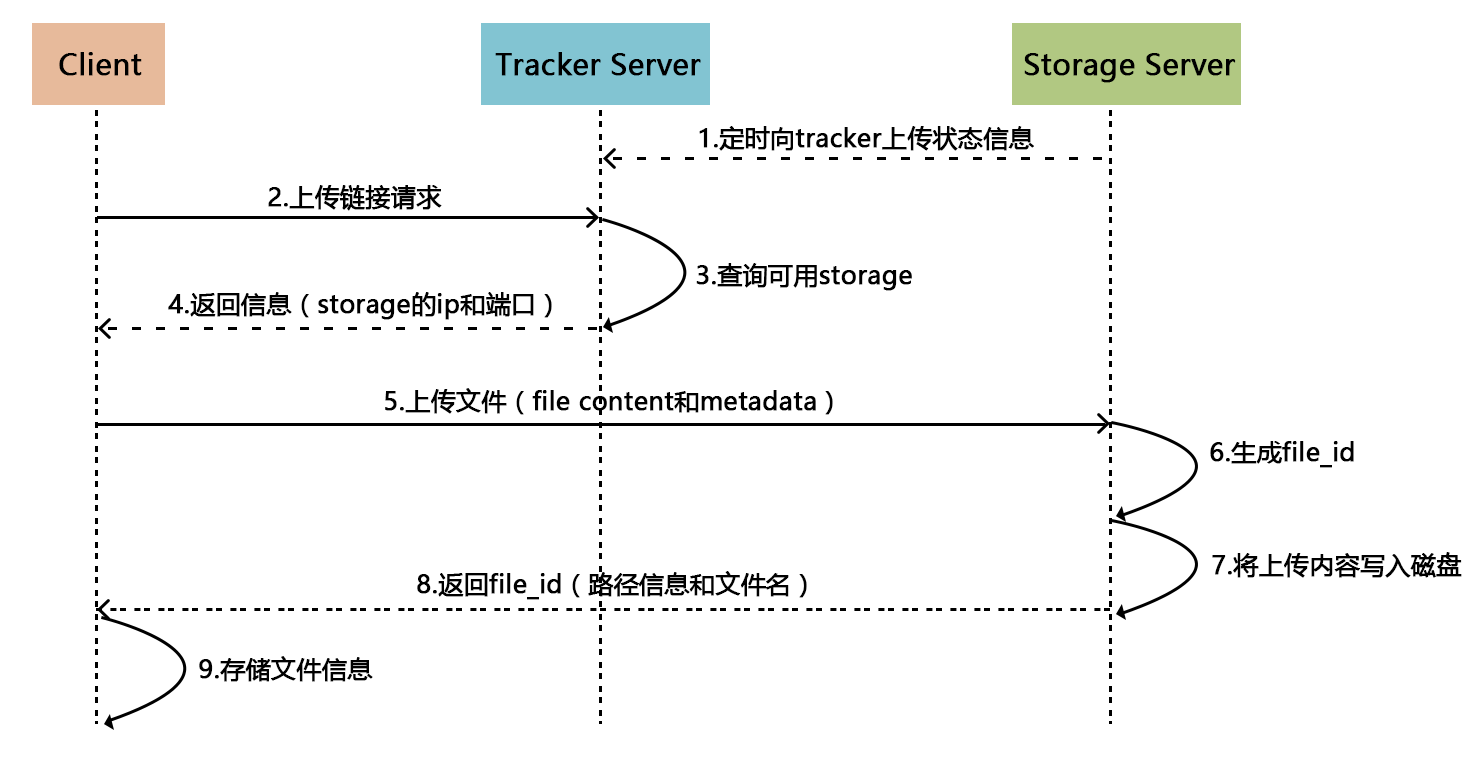 Client
Tracker Server
Storage Server
1.定时向tracker上传状态信息
2.上传链接请求
3.查询可用storage
4.返回信息（storage的ip和端口）
5.上传文件（file content和metadata）
6.生成file_id
7.将上传内容写入磁盘
8.返回file_id（路径信息和文件名）
9.存储文件信息